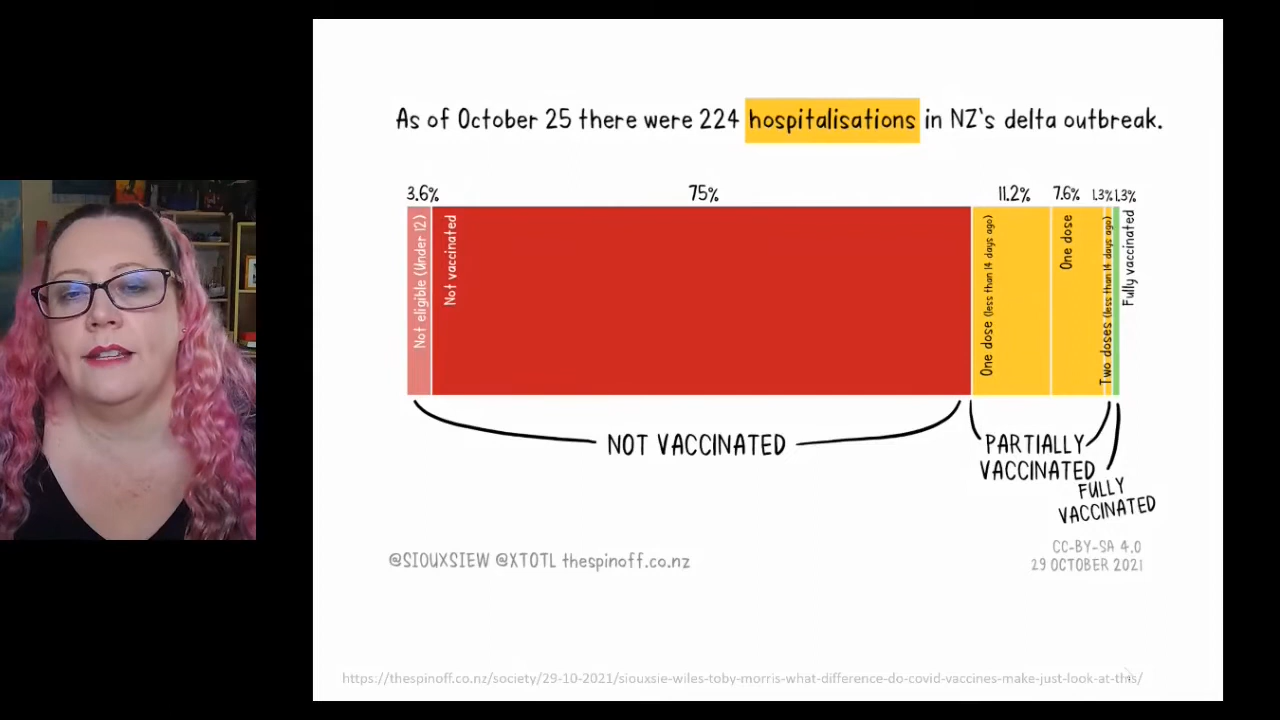 As of October 25 there were 224 hospitalisations in NZ's delta outbreak.
3.6% 75% 11.2% 7.6% 1.3% 1.3%
Not eligible (Under 12)
Not vaccinated
One dose (less than 14 days ago)
One dose
Two doses (less than 14 days ago)
Fully vaccinated
NOT VACCINATED
PARTIALLY
VACCINATED
FULLY
VACCINATED
@SIOUXSIEW @XTOTL thespinoff.co.nz
CC-BY-SA 4.0
29 OCTOBER 2021
https://thespinoff.co.nz/society/29-10-2021/siouxsie-wiles-toby-morris-what-difference-do-covid-vaccines-make-just-look-at-this/